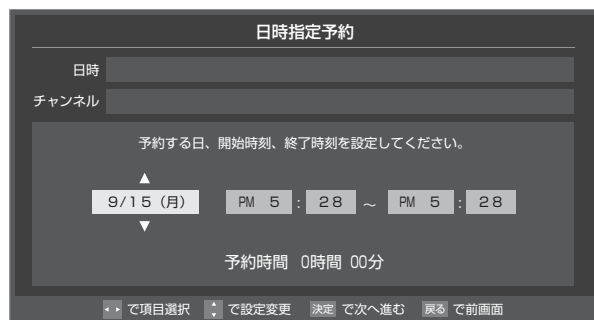 日時指定予約
日時
チャンネル
予約する日、開始時刻、終了時刻を設定してください。
▲
9/15（月） PM 5 : 28 ～ PM 5 : 28
▼
予約時間 0時間 00分
で項目選択 で設定変更 決定 で次へ進む 戻る で前画面